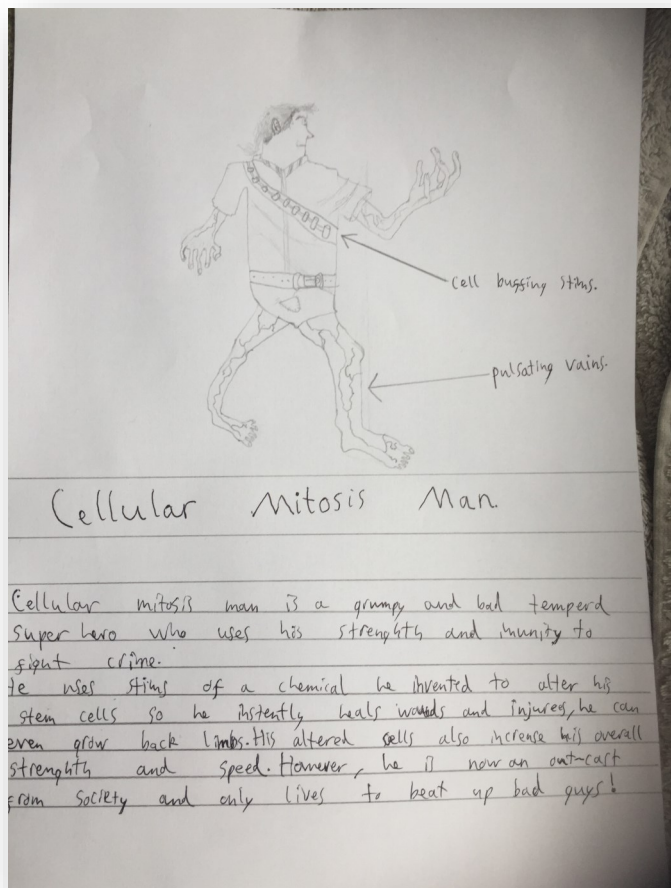 cell bugging stims.
pulsating vains.
Cellular Mitosis Man.
Cellular mitosis man is a grumpy and bad temperd
super hero who uses his strenghth and imunity to
fight crime.
He uses stims of a chemical he invented to alter his
stem cells so he instently heals wounds and injures, he can
even grow back limbs. His altered cells also increase his overall
strenghth and speed. However, he is now an out-cast
from society and only lives to beat up bad guys!